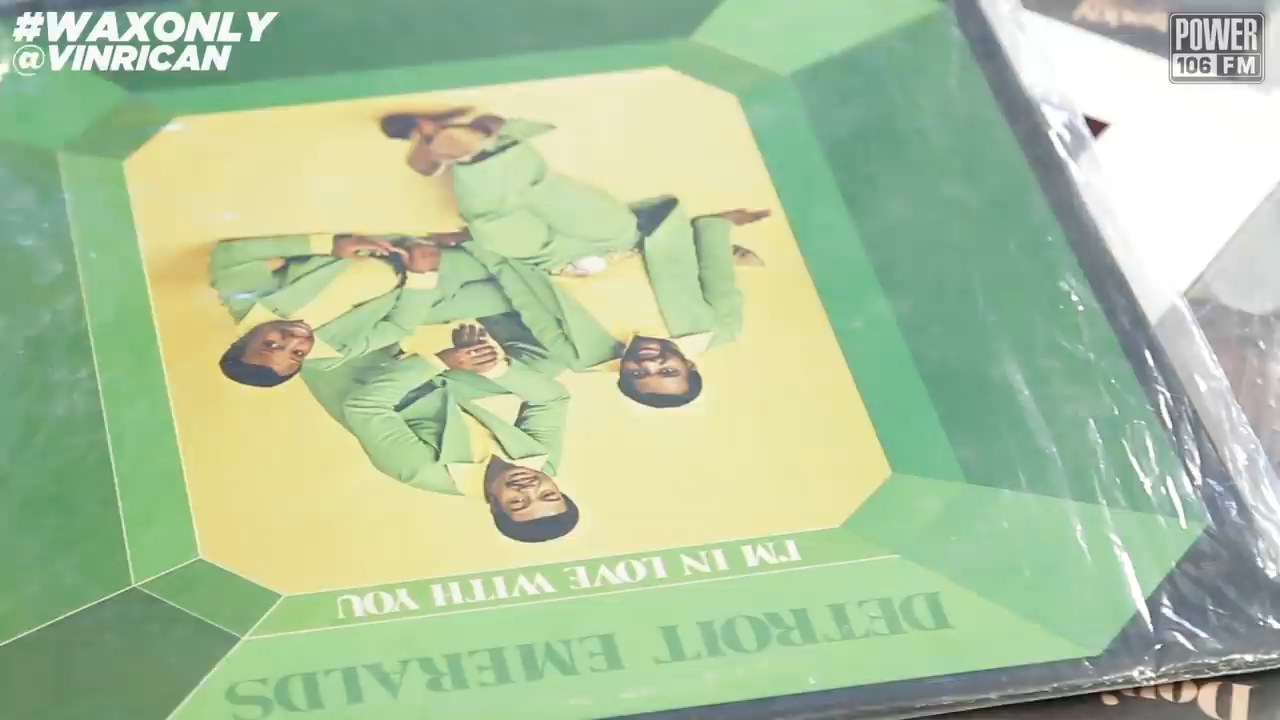 #WAXONLY
@VINRICAN
POWER
106 FM
I'M IN LOVE WITH YOU
DETROIT EMERALDS